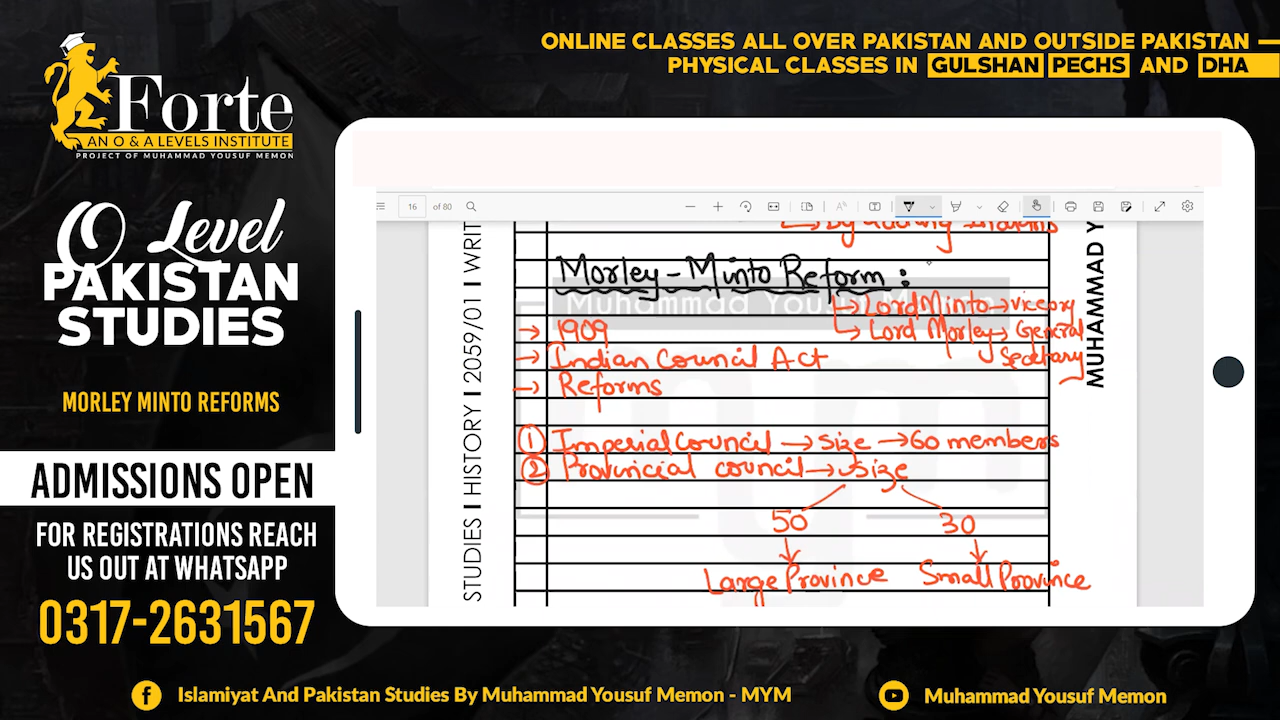 ONLINE CLASSES ALL OVER PAKISTAN AND OUTSIDE PAKISTAN
PHYSICAL CLASSES IN GULSHAN PECHS AND DHA
Forte
AN O & A LEVELS INSTITUTE
PROJECT OF MUHAMMAD YOUSUF MEMON
O Level
PAKISTAN
STUDIES
MORLEY MINTO REFORMS
ADMISSIONS OPEN
FOR REGISTRATIONS REACH
US OUT AT WHATSAPP
0317-2631567
16 of 80
STUDIES I HISTORY I 2059/01 I WRIT
MUHAMMAD Y
Morley-Minto Reform:
Muhammad Yousuf M
→ Lord Minto → viceory
→ Lord Morley → General
Secretary
→ 1909
→ Indian Council Act
→ Reforms
① Imperial Council → Size → 60 members
② Provincial council → Size
50 30
Large Province Small Province
Islamiyat And Pakistan Studies By Muhammad Yousuf Memon - MYM
Muhammad Yousuf Memon